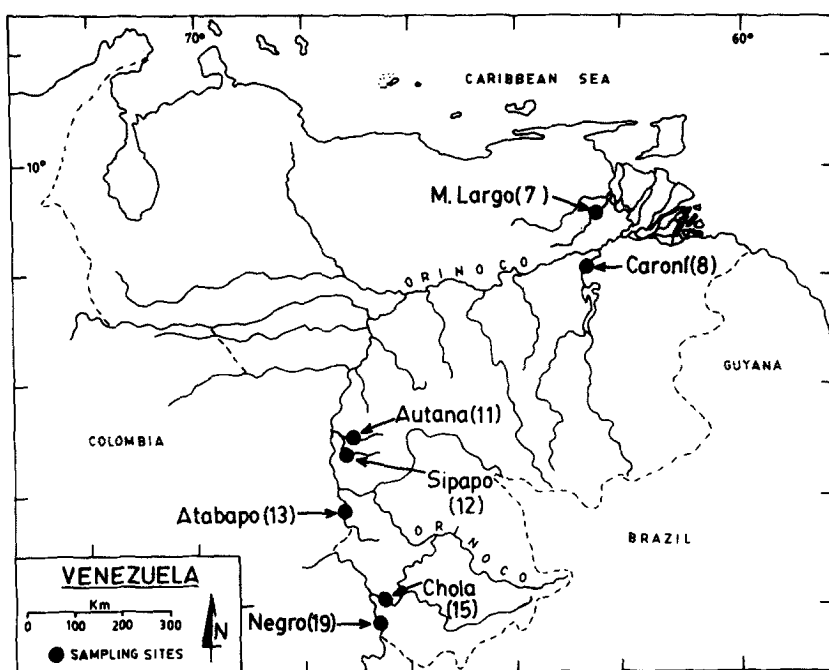 70°
60°
CARIBBEAN SEA
10°
M. Largo(7)
ORINOCO
Caroní(8)
GUYANA
COLOMBIA
Autana(11)
Sipapo
(12)
Atabapo(13)
ORINOCO
BRAZIL
VENEZUELA
Km
0 100 200 300
N
SAMPLING SITES
Chola
(15)
Negro(19)